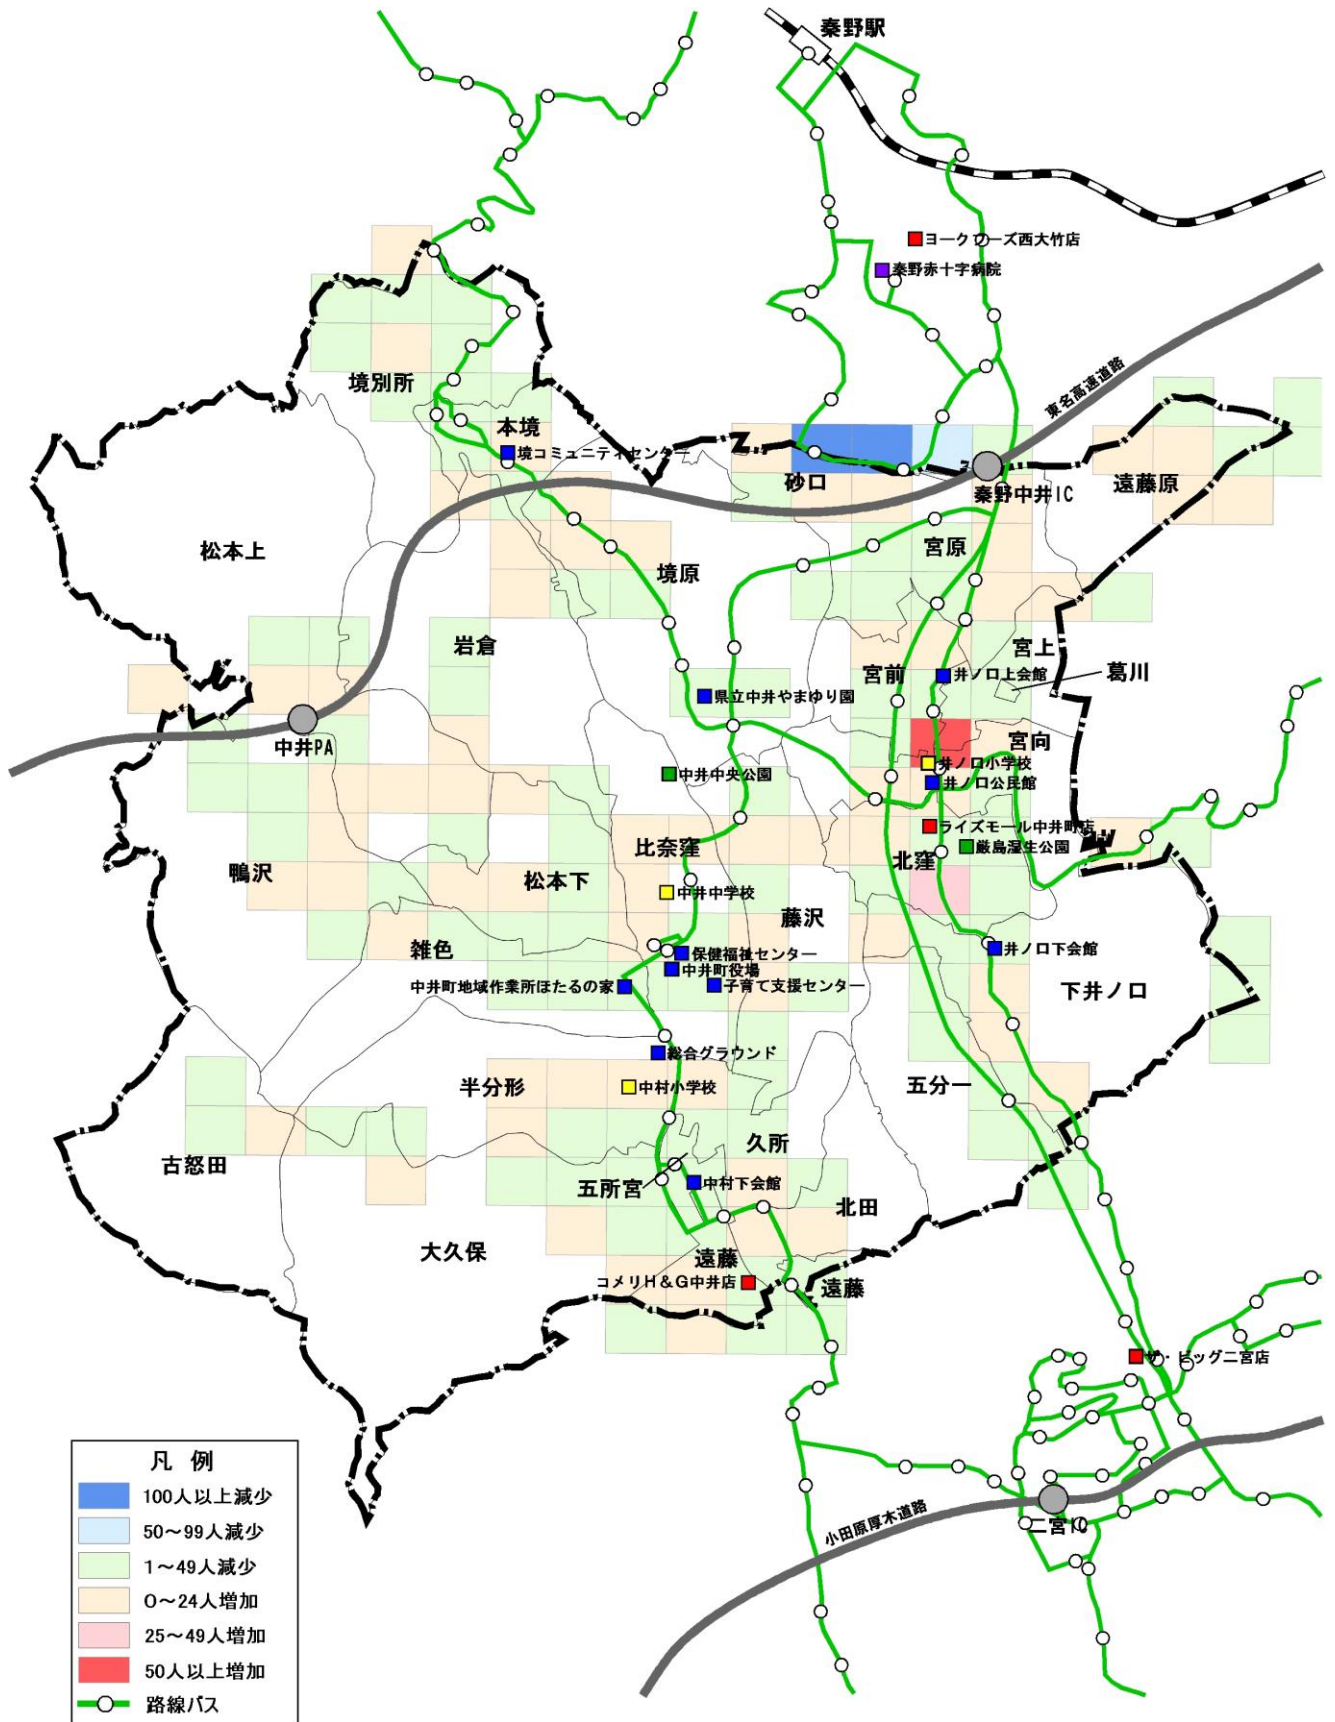 秦野駅
ヨークフーズ西大竹店
秦野赤十字病院
東名高速道路
境別所
本境
境コミュニティセンター
砂口
秦野中井IC
遠藤原
松本上
宮原
境原
岩倉
宮上
宮前
井ノ口上会館
葛川
県立中井やまゆり園
中井PA
宮向
井ノ口小学校
中井中央公園
井ノ口公民館
ライズモール中井町店
比奈窪
北窪
厳島湿生公園
鴨沢
松本下
中井中学校
藤沢
雑色
保健福祉センター
井ノ口下会館
中井町役場
中井町地域作業所ほたるの家
子育て支援センター
下井ノ口
総合グラウンド
半分形
中村小学校
五分一
久所
古怒田
五所宮
中村下会館
北田
大久保
遠藤
コメリH&G中井店
遠藤
ザ・ビッグ二宮店
小田原厚木道路
二宮IC
凡 例
100人以上減少
50～99人減少
1～49人減少
0～24人増加
25～49人増加
50人以上増加
路線バス